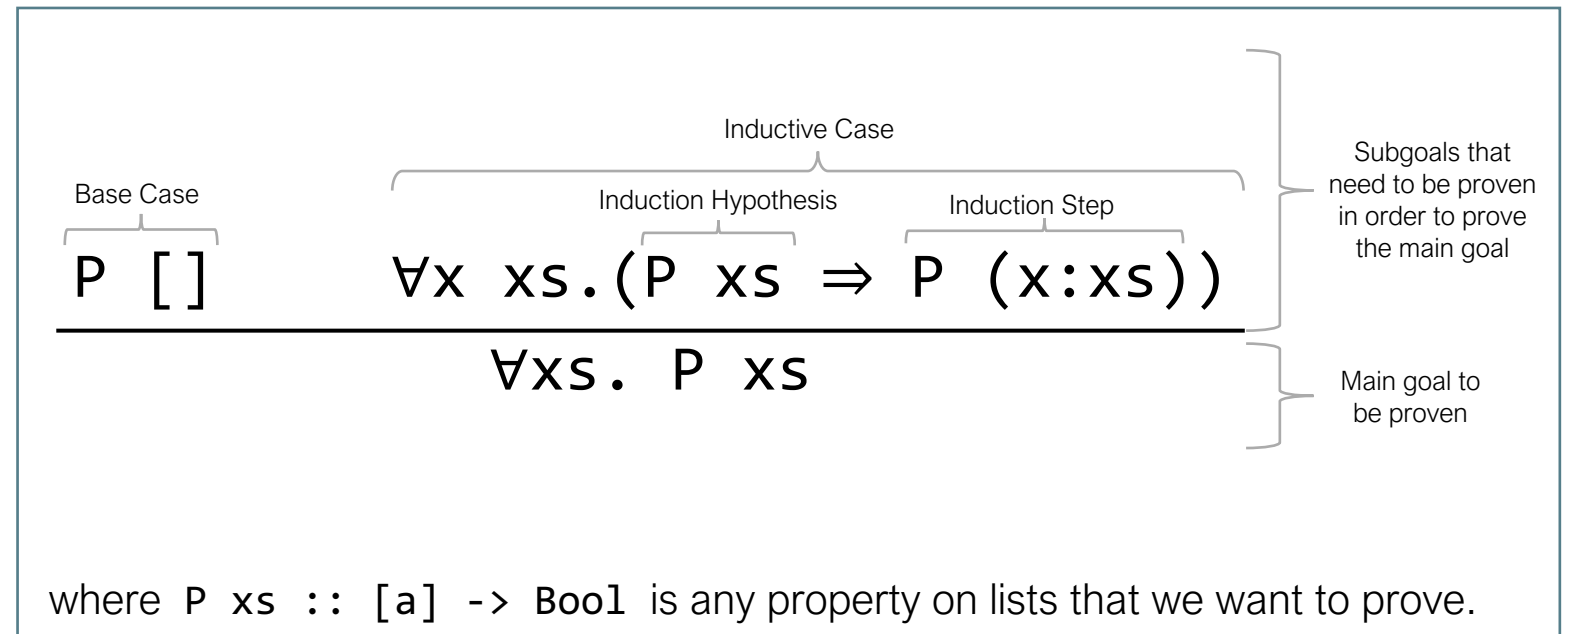 Inductive Case
Base Case
Induction Hypothesis
Induction Step
P [] ∀x xs.(P xs ⇒ P (x:xs))
∀xs. P xs
Subgoals that
need to be proven
in order to prove
the main goal
Main goal to
be proven
where P xs :: [a] -> Bool is any property on lists that we want to prove.